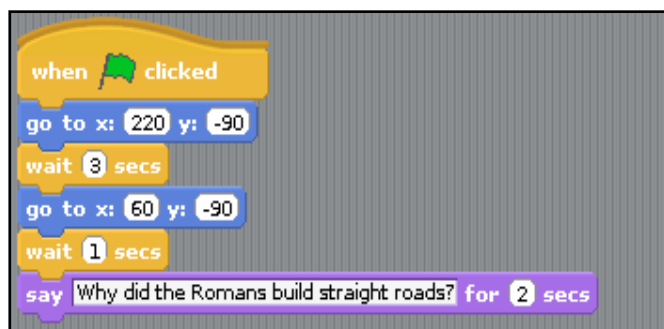 when clicked
go to x: 220 y: -90
wait 3 secs
go to x: 60 y: -90
wait 1 secs
say Why did the Romans build straight roads? for 2 secs